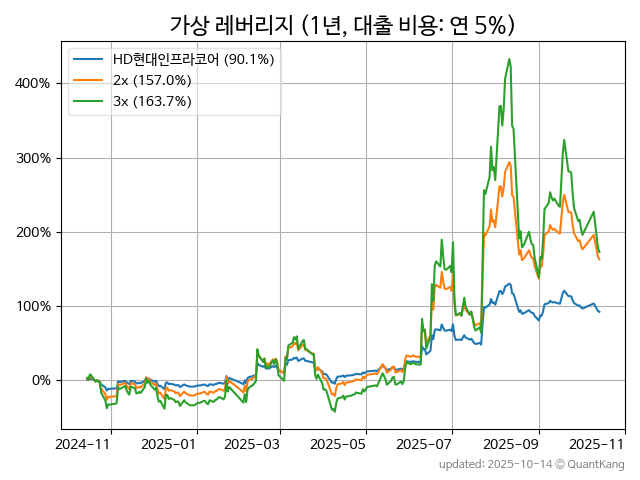 가상 레버리지 (1년, 대출 비용: 연 5%)
HD현대인프라코어 (90.1%)
2x (157.0%)
3x (163.7%)
400%
300%
200%
100%
0%
2024-11
2025-01
2025-03
2025-05
2025-07
2025-09
2025-11
updated: 2025-10-14 © QuantKang